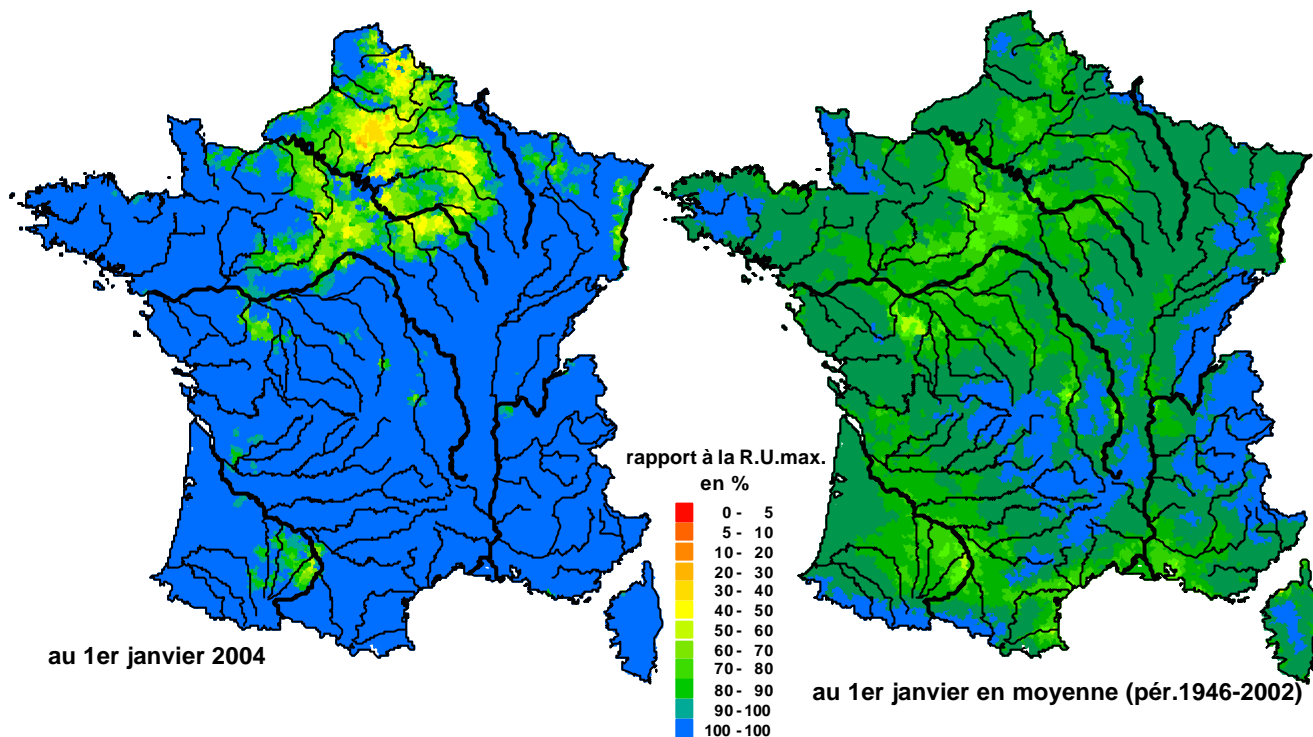 rapport à la R.U.max.
en %
0 - 5
5 - 10
10 - 20
20 - 30
30 - 40
40 - 50
50 - 60
60 - 70
70 - 80
80 - 90
90 - 100
100 - 100
au 1er janvier 2004
au 1er janvier en moyenne (pér.1946-2002)